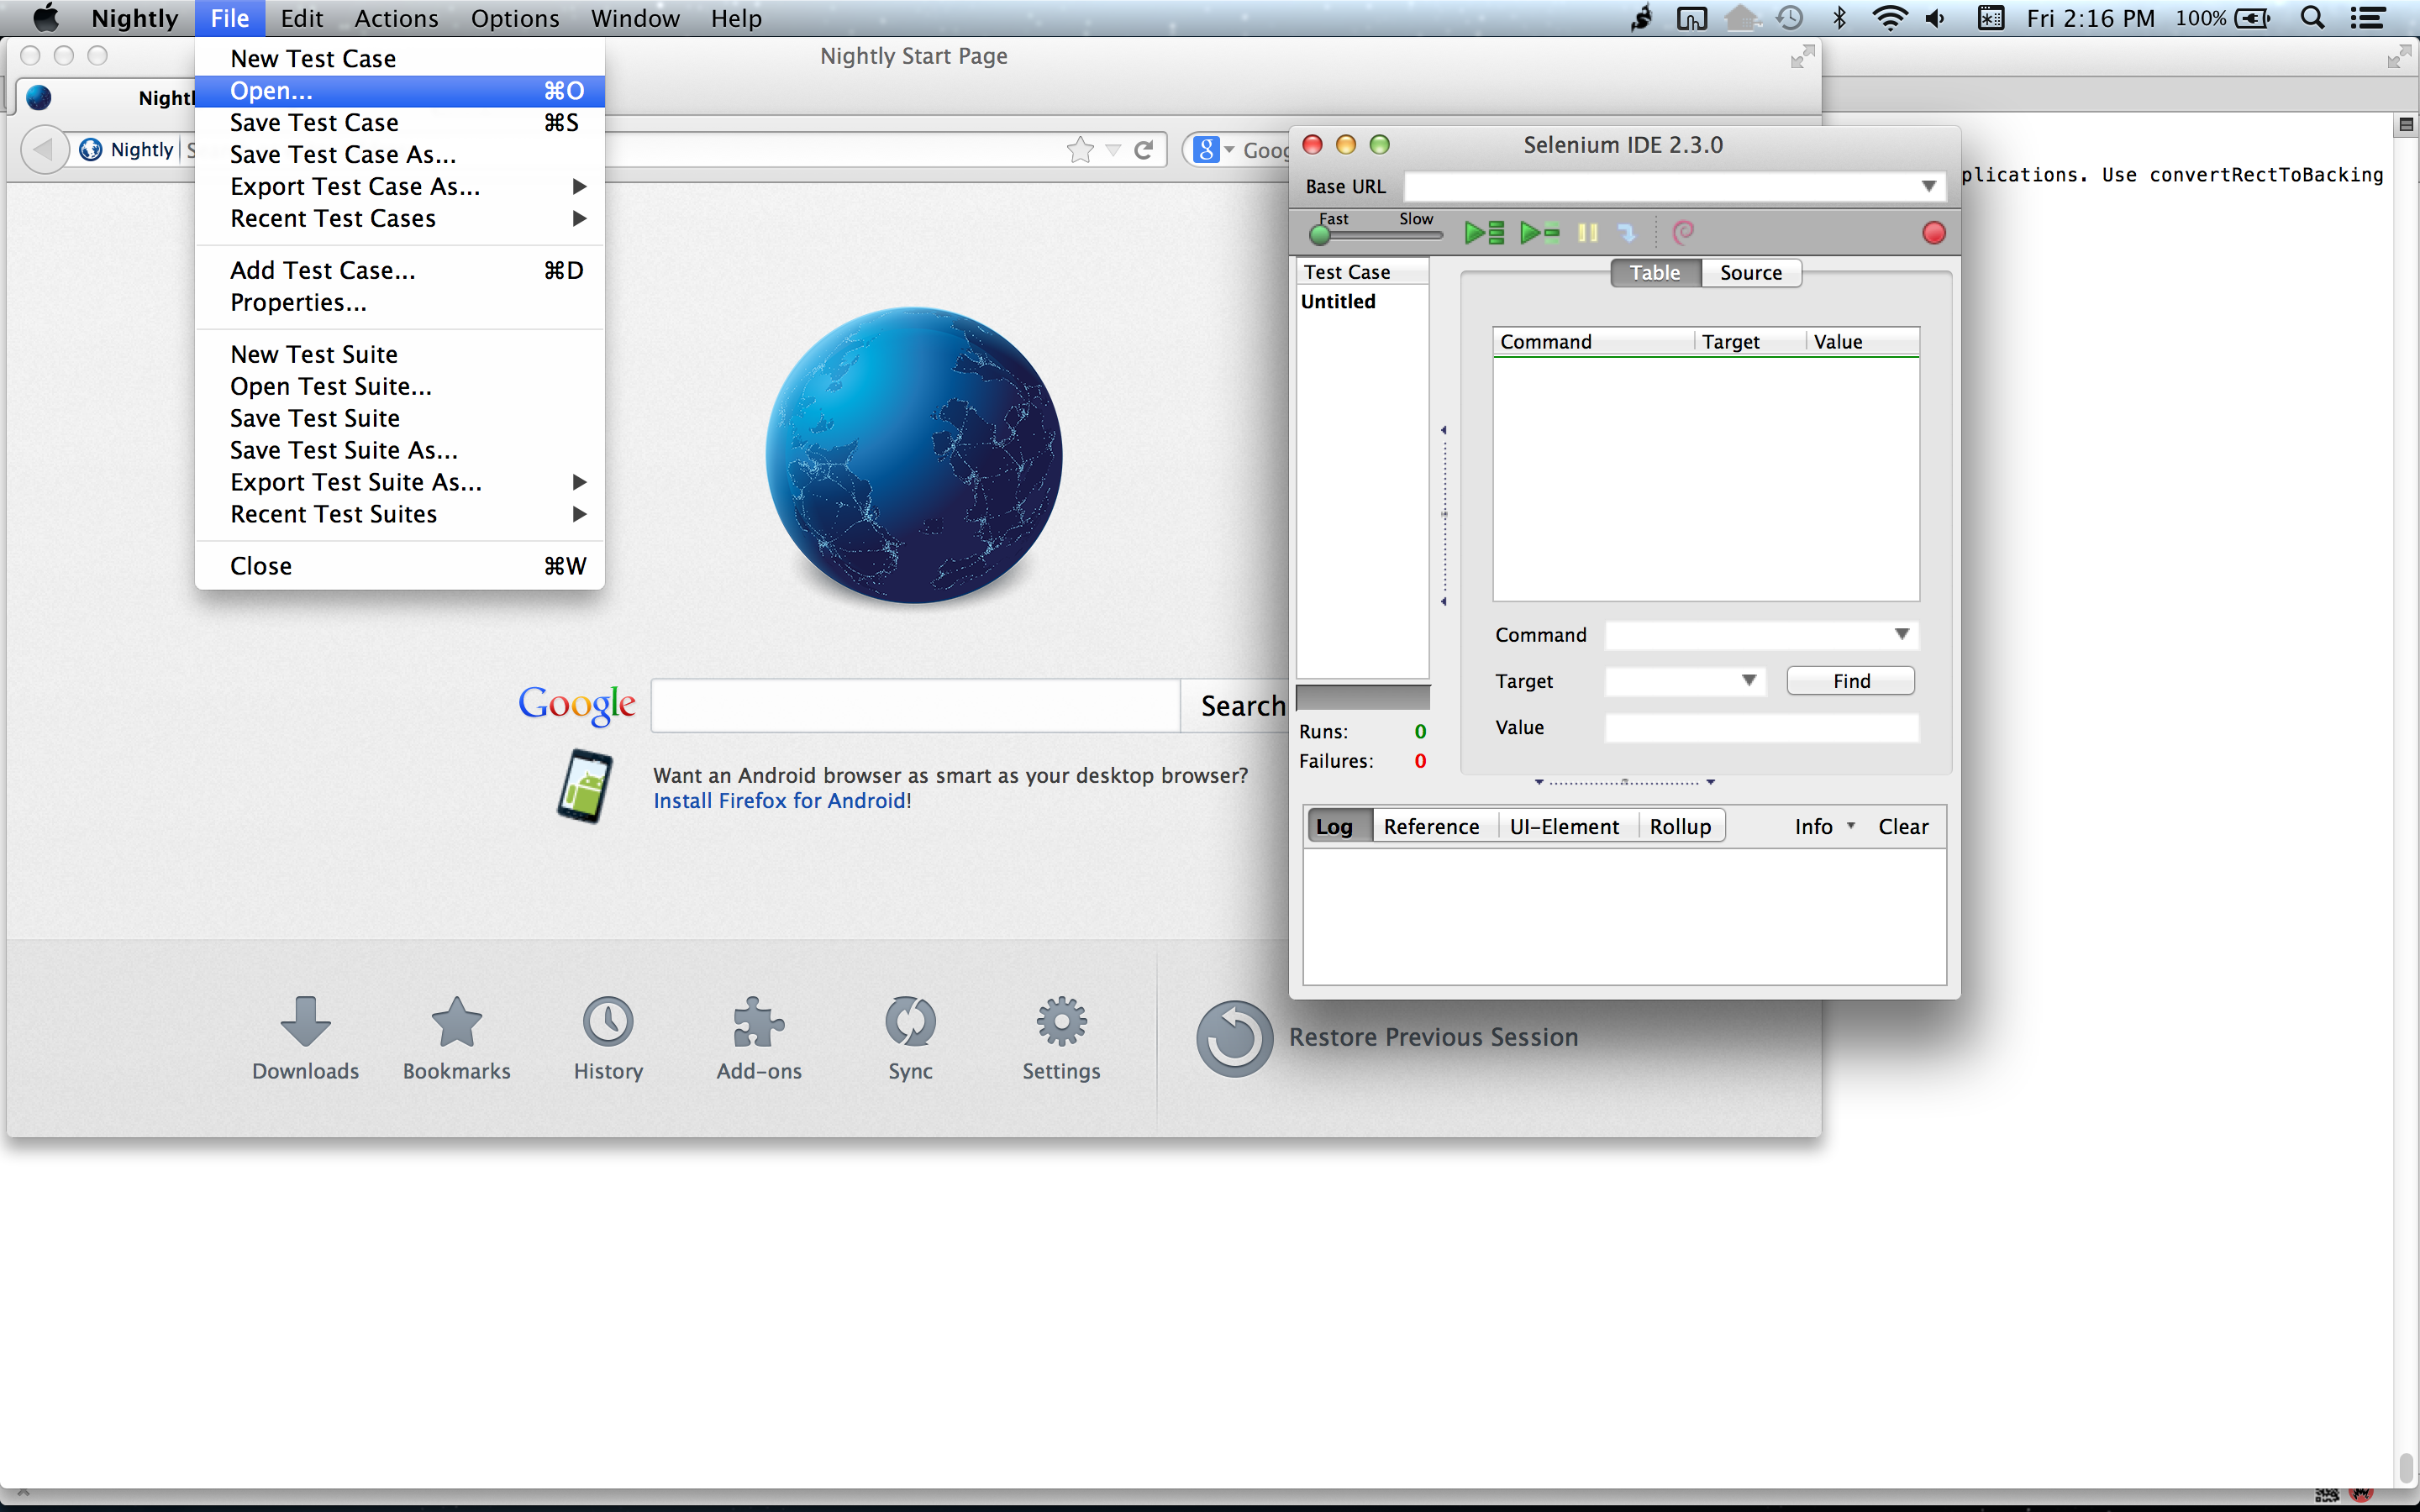 Nightly File Edit Actions Options Window Help Fri 2:16 PM 100%
New Test Case
Open... ⌘O
Save Test Case ⌘S
Save Test Case As...
Export Test Case As...
Recent Test Cases
Add Test Case... ⌘D
Properties...
New Test Suite
Open Test Suite...
Save Test Suite
Save Test Suite As...
Export Test Suite As...
Recent Test Suites
Close ⌘W
Nightly Start Page
Nightly
Google
Search
Want an Android browser as smart as your desktop browser?
Install Firefox for Android!
Downloads Bookmarks History Add-ons Sync Settings Restore Previous Session
Selenium IDE 2.3.0
Base URL
Fast Slow
Test Case
Untitled
Table Source
Command Target Value
Command
Target Find
Value
Runs: 0
Failures: 0
Log Reference UI-Element Rollup Info Clear
plications. Use convertRectToBacking